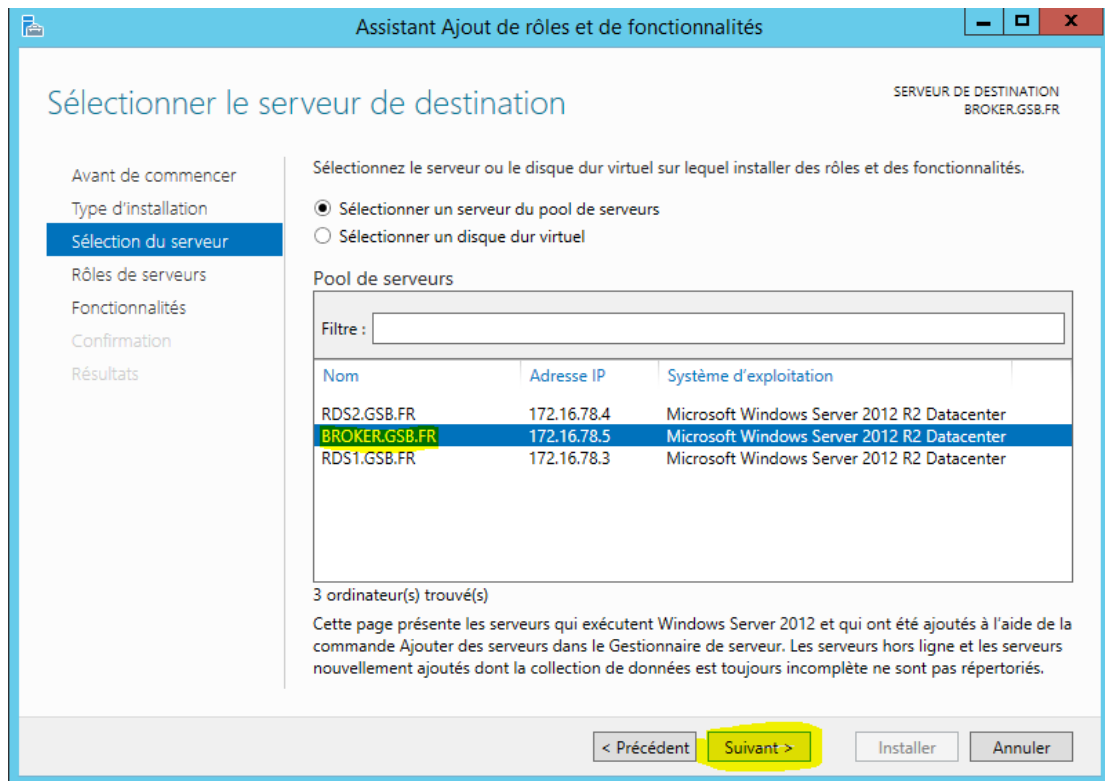 Assistant Ajout de rôles et de fonctionnalités
Sélectionner le serveur de destination
SERVEUR DE DESTINATION
BROKER.GSB.FR
Avant de commencer
Type d'installation
Sélection du serveur
Rôles de serveurs
Fonctionnalités
Confirmation
Résultats
Sélectionnez le serveur ou le disque dur virtuel sur lequel installer des rôles et des fonctionnalités.
Sélectionner un serveur du pool de serveurs
Sélectionner un disque dur virtuel
Pool de serveurs
Filtre :
Nom Adresse IP Système d'exploitation
RDS2.GSB.FR 172.16.78.4 Microsoft Windows Server 2012 R2 Datacenter
BROKER.GSB.FR 172.16.78.5 Microsoft Windows Server 2012 R2 Datacenter
RDS1.GSB.FR 172.16.78.3 Microsoft Windows Server 2012 R2 Datacenter
3 ordinateur(s) trouvé(s)
Cette page présente les serveurs qui exécutent Windows Server 2012 et qui ont été ajoutés à l'aide de la
commande Ajouter des serveurs dans le Gestionnaire de serveur. Les serveurs hors ligne et les serveurs
nouvellement ajoutés dont la collection de données est toujours incomplète ne sont pas répertoriés.
< Précédent Suivant > Installer Annuler